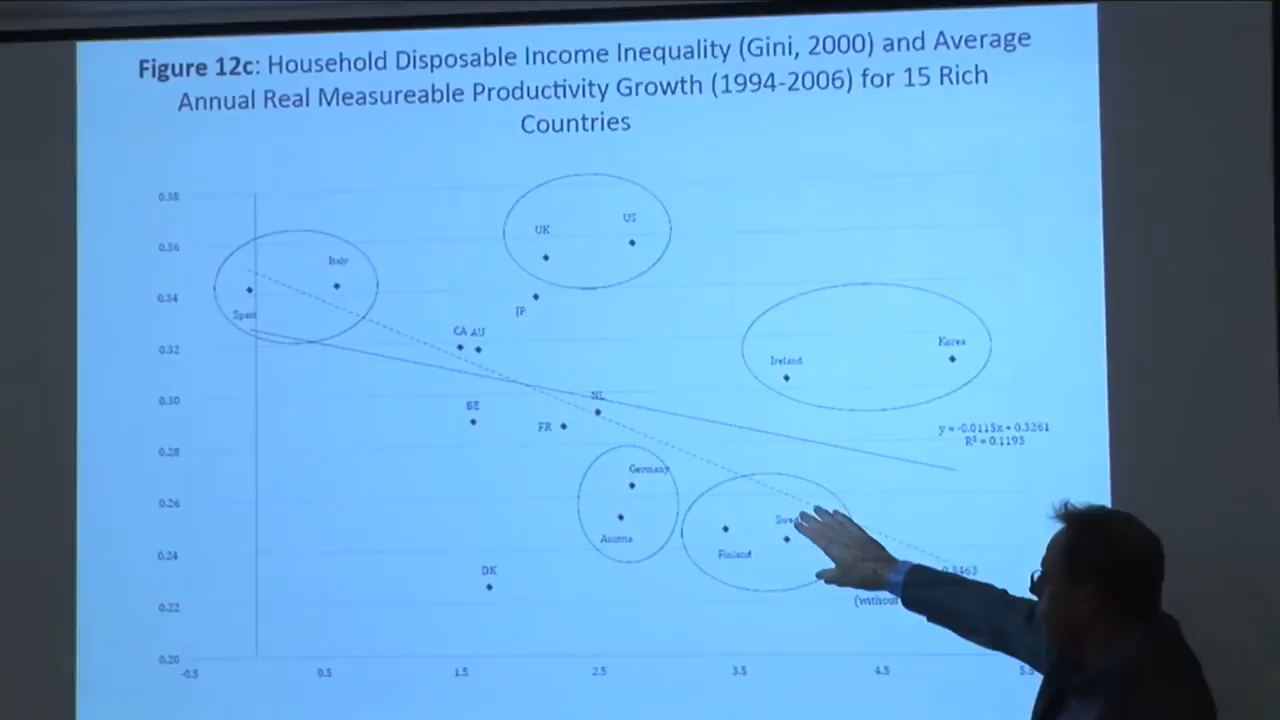 Figure 12c: Household Disposable Income Inequality (Gini, 2000) and Average
Annual Real Measureable Productivity Growth (1994-2006) for 15 Rich
Countries
0.38
US
UK
0.36
Italy
0.34
Spain
JP
CA AU
0.32
Korea
Ireland
0.30
NL
BE
FR
y = -0.0115x + 0.3261
R² = 0.1193
0.28
Germany
0.26
Austria
Finland
0.24
DK
(without
0.22
0.20
-0.5
0.5
1.5
2.5
3.5
4.5